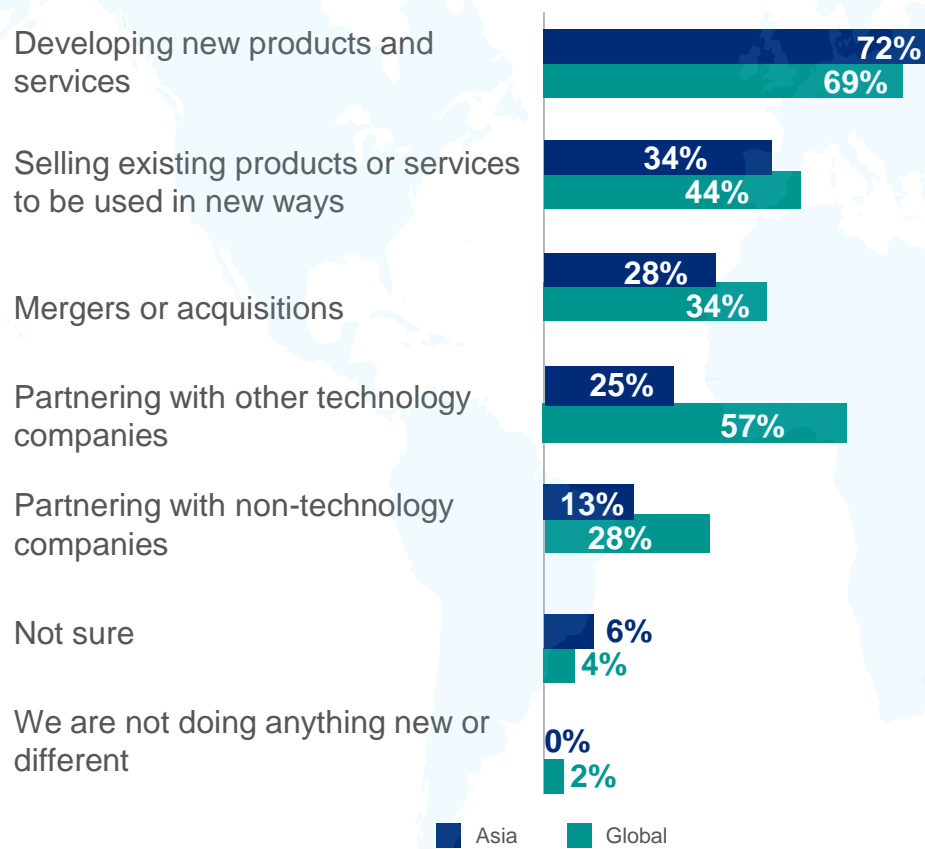 Developing new products and
services
72%
69%
Selling existing products or services
to be used in new ways
34%
44%
Mergers or acquisitions
28%
34%
Partnering with other technology
companies
25%
57%
Partnering with non-technology
companies
13%
28%
Not sure
6%
4%
We are not doing anything new or
different
0%
2%
Asia
Global